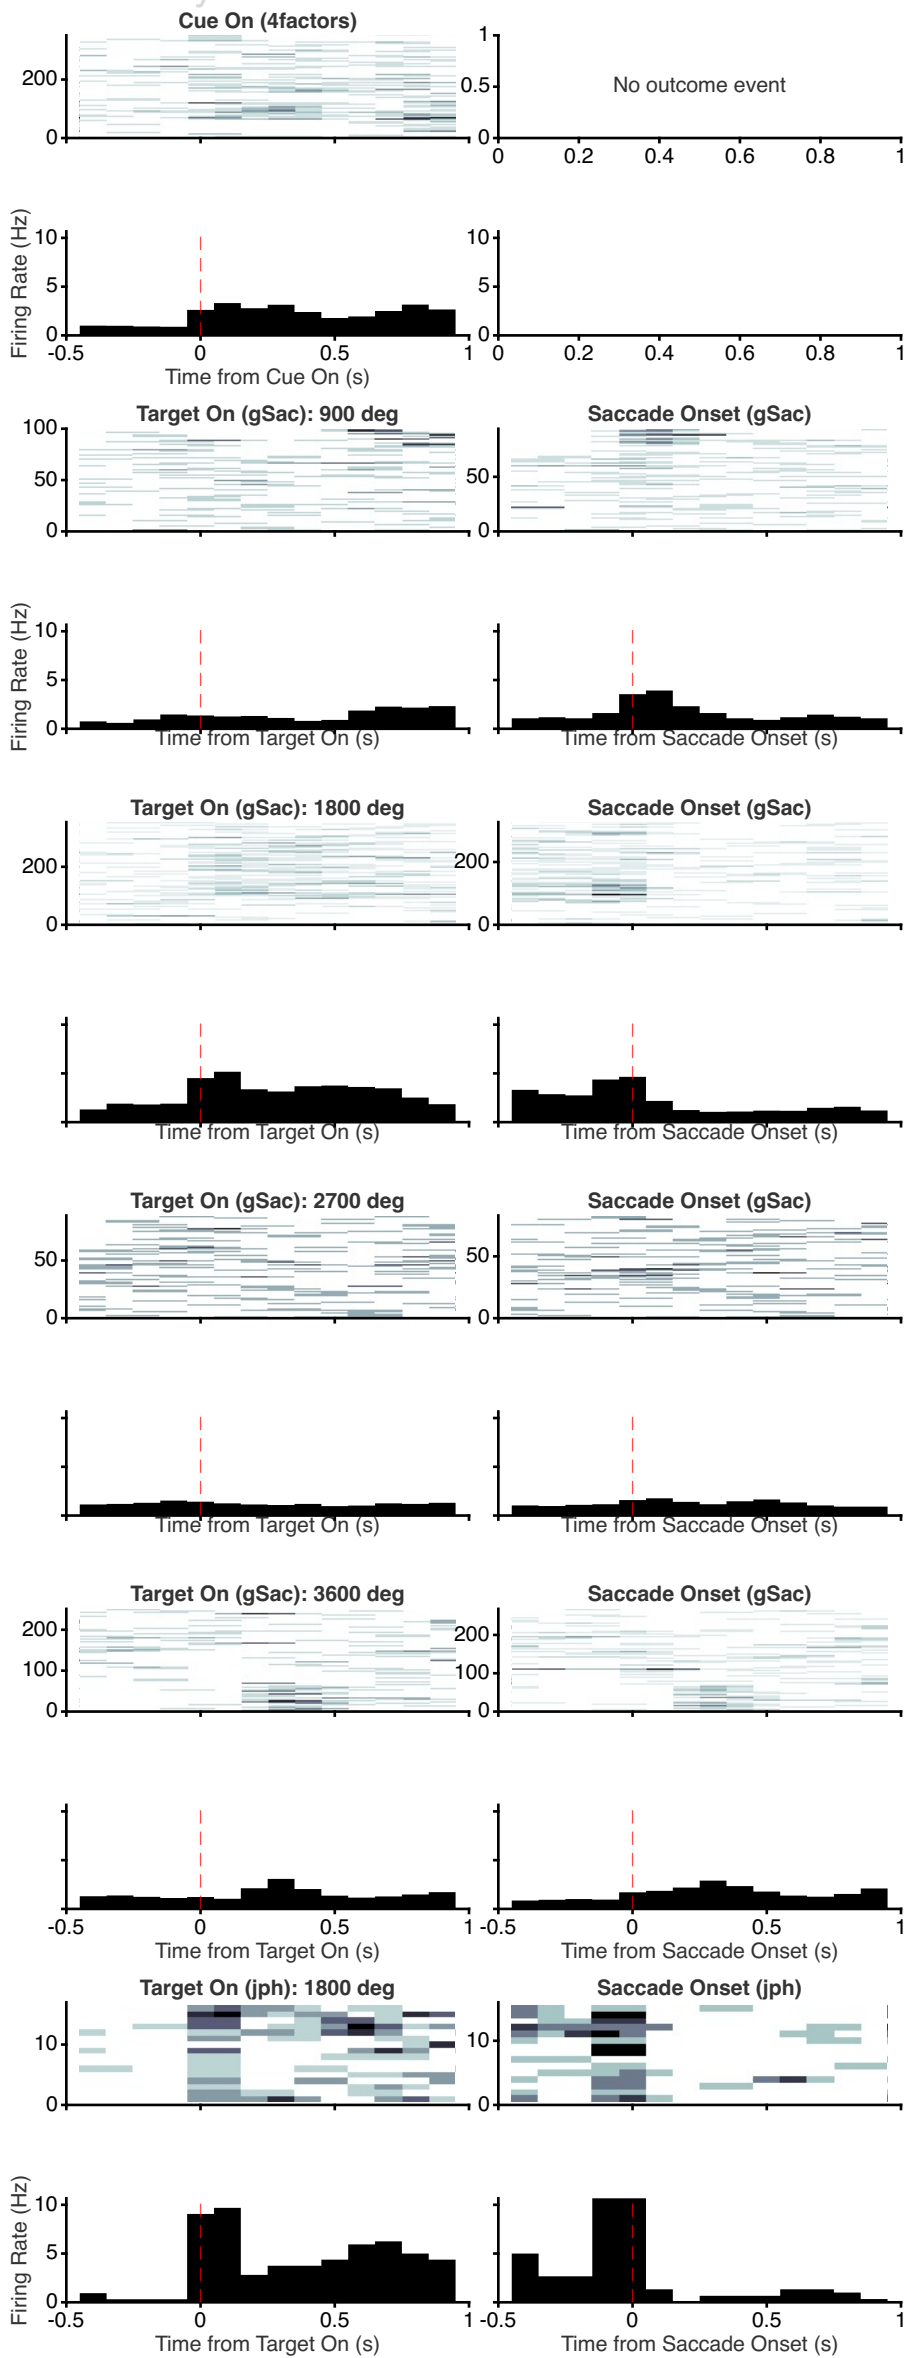 Cue On (4factors)
200
0
1
0.5
0
No outcome event
0 0.2 0.4 0.6 0.8 1
Firing Rate (Hz)
10
5
0
-0.5 0 0.5 1
Time from Cue On (s)
10
5
0
0 0.2 0.4 0.6 0.8 1
Target On (gSac): 900 deg
100
50
0
Saccade Onset (gSac)
50
0
Firing Rate (Hz)
10
5
0
Time from Target On (s)
Time from Saccade Onset (s)
Target On (gSac): 1800 deg
200
0
Saccade Onset (gSac)
200
0
Time from Target On (s)
Time from Saccade Onset (s)
Target On (gSac): 2700 deg
50
0
Saccade Onset (gSac)
50
0
Time from Target On (s)
Time from Saccade Onset (s)
Target On (gSac): 3600 deg
200
100
0
Saccade Onset (gSac)
200
100
0
-0.5 0 0.5 1
Time from Target On (s)
-0.5 0 0.5 1
Time from Saccade Onset (s)
Target On (jph): 1800 deg
10
0
Saccade Onset (jph)
10
0
Firing Rate (Hz)
10
5
0
-0.5 0 0.5 1
Time from Target On (s)
-0.5 0 0.5 1
Time from Saccade Onset (s)